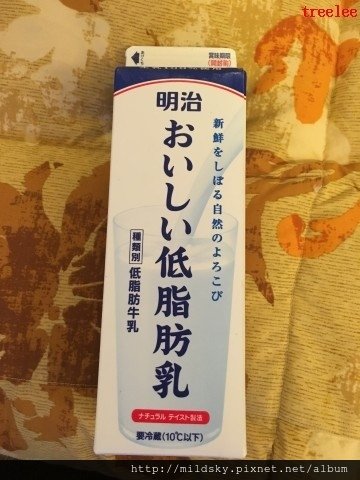 treelee
賞味期限
(開封前)
明治
おいしい低脂肪乳
新鮮をしぼる自然のよろこび
種類別 低脂肪牛乳
ナチュラル テイスト製法
要冷蔵(10℃以下)
http://mildsky.pixnet.net/album